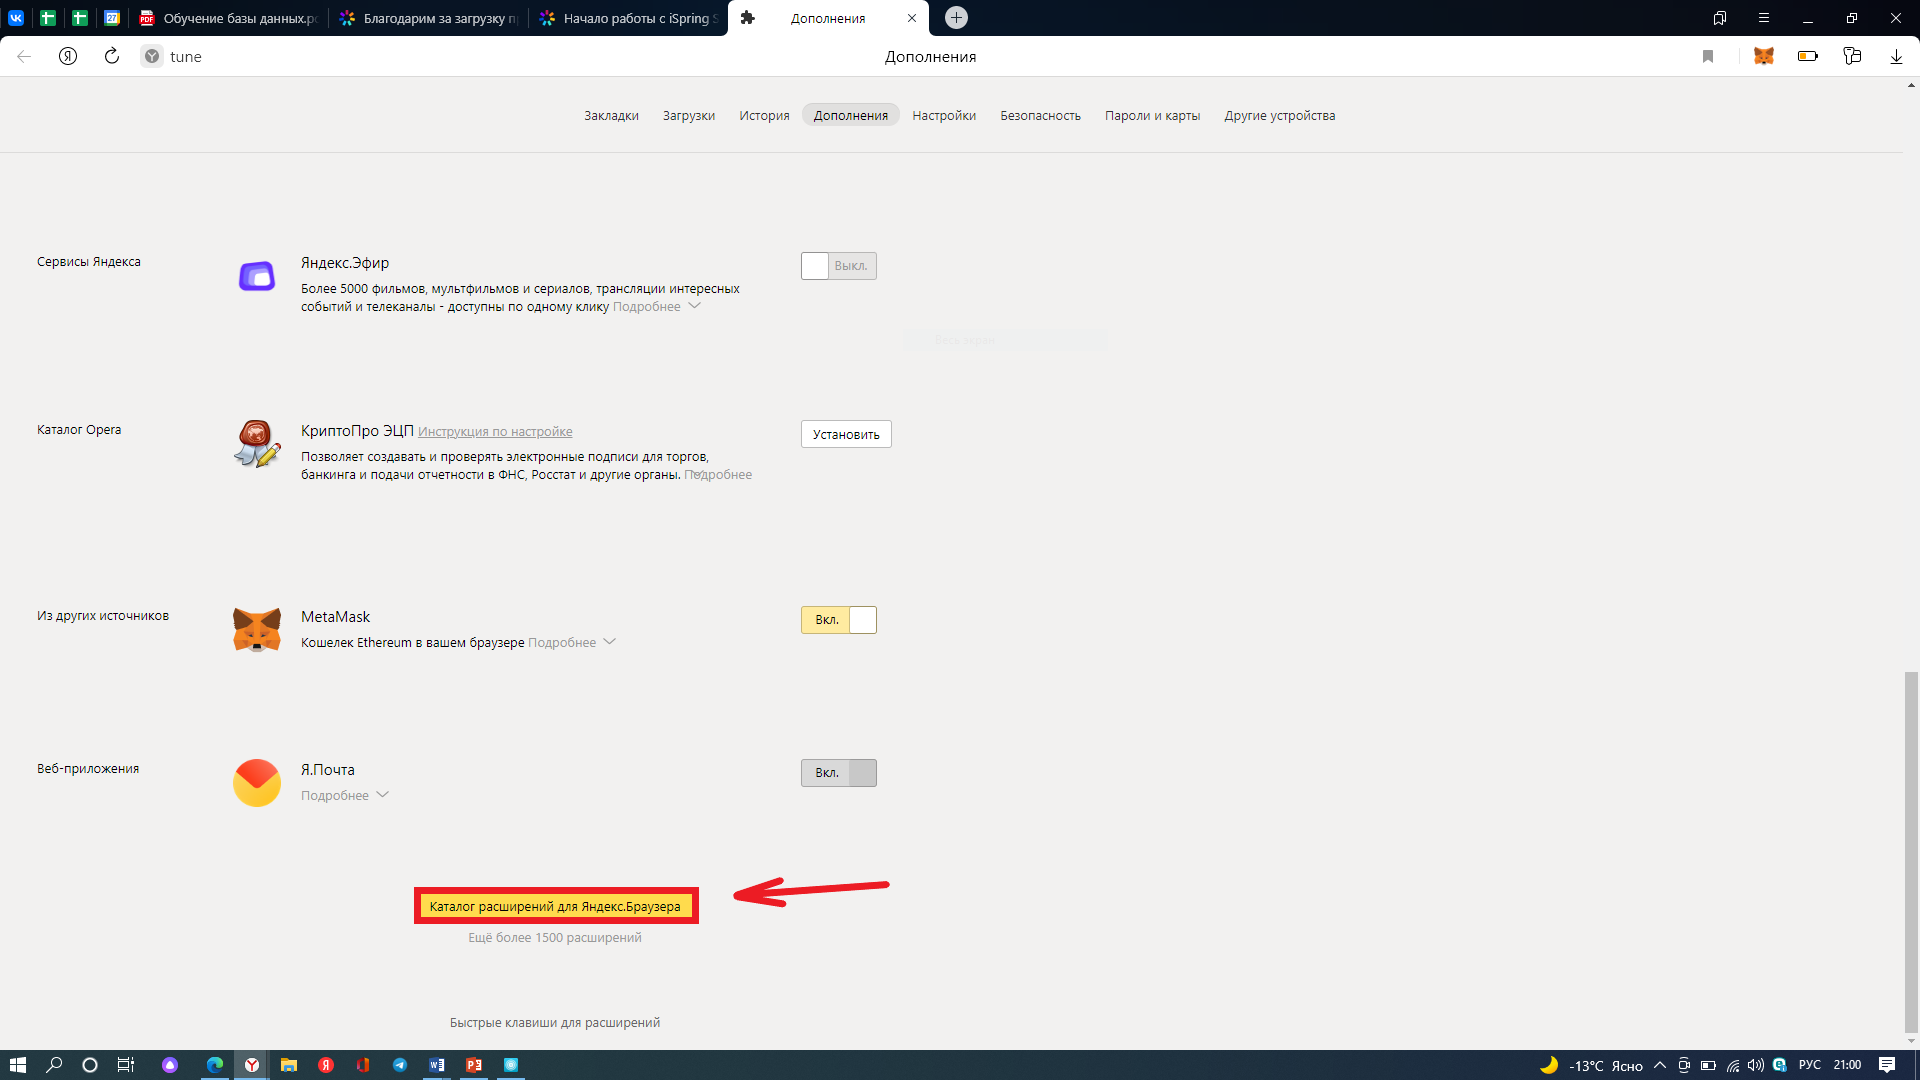 27
PDF
Обучение базы данных.pc
Благодарим за загрузку п
Начало работы с iSpring S
Дополнения
Я
tune
Дополнения
Закладки
Загрузки
История
Дополнения
Настройки
Безопасность
Пароли и карты
Другие устройства
Сервисы Яндекса
Яндекс.Эфир
Выкл.
Более 5000 фильмов, мультфильмов и сериалов, трансляции интересных
событий и телеканалы - доступны по одному клику Подробнее
Весь экран
Каталог Opera
КриптоПро ЭЦП Инструкция по настройке
Установить
Позволяет создавать и проверять электронные подписи для торгов,
банкинга и подачи отчетности в ФНС, Росстат и другие органы. Подробнее
Из других источников
MetaMask
Вкл.
Кошелек Ethereum в вашем браузере Подробнее
Веб-приложения
Я.Почта
Вкл.
Подробнее
Каталог расширений для Яндекс.Браузера
Ещё более 1500 расширений
Быстрые клавиши для расширений
-13°C Ясно
РУС
21:00